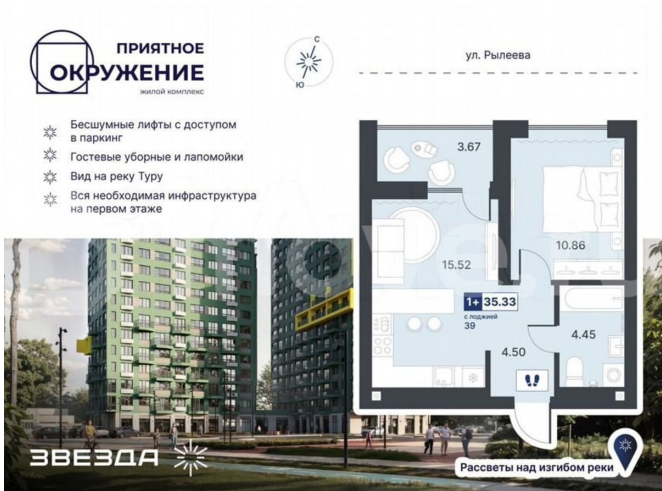 ПРИЯТНОЕ
ОКРУЖЕНИЕ
жилой комплекс
С
Ю
ул. Рылеева
Бесшумные лифты с доступом
в паркинг
Гостевые уборные и лапомойки
Вид на реку Туру
Вся необходимая инфраструктура
на первом этаже
3.67
10.86
15.52
1+ 35.33
с лоджией
39
4.45
4.50
ЗВЕЗДА
Рассветы над изгибом реки